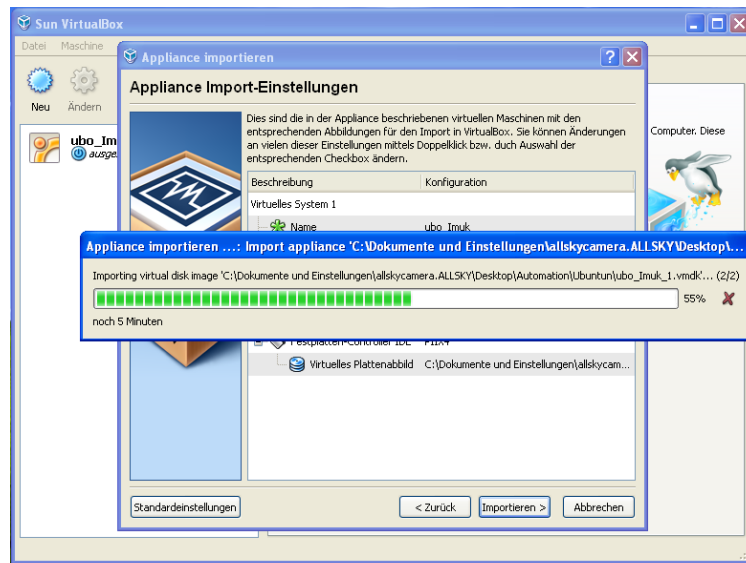 Sun VirtualBox
Datei Maschine
Neu Ändern
ubo_Im
ausge
Computer. Diese
Appliance importieren
Appliance Import-Einstellungen
Dies sind die in der Appliance beschriebenen virtuellen Maschinen mit den
entsprechenden Abbildungen für den Import in VirtualBox. Sie können Änderungen
an vielen dieser Einstellungen mittels Doppelklick bzw. duch Auswahl der
entsprechenden Checkbox ändern.
Beschreibung Konfiguration
Virtuelles System 1
Name ubo_Imuk
Appliance importieren ...: Import appliance 'C:\Dokumente und Einstellungen\allskycamera.ALLSKY\Desktop\...
Importing virtual disk image 'C:\Dokumente und Einstellungen\allskycamera.ALLSKY\Desktop\Automation\Ubuntun\ubo_Imuk_1.vmdk'... (2/2)
55%
noch 5 Minuten
Festplatten-Controller IDE PIIX4
Virtuelles Plattenabbild C:\Dokumente und Einstellungen\allskycam...
Standardeinstellungen < Zurück Importieren > Abbrechen